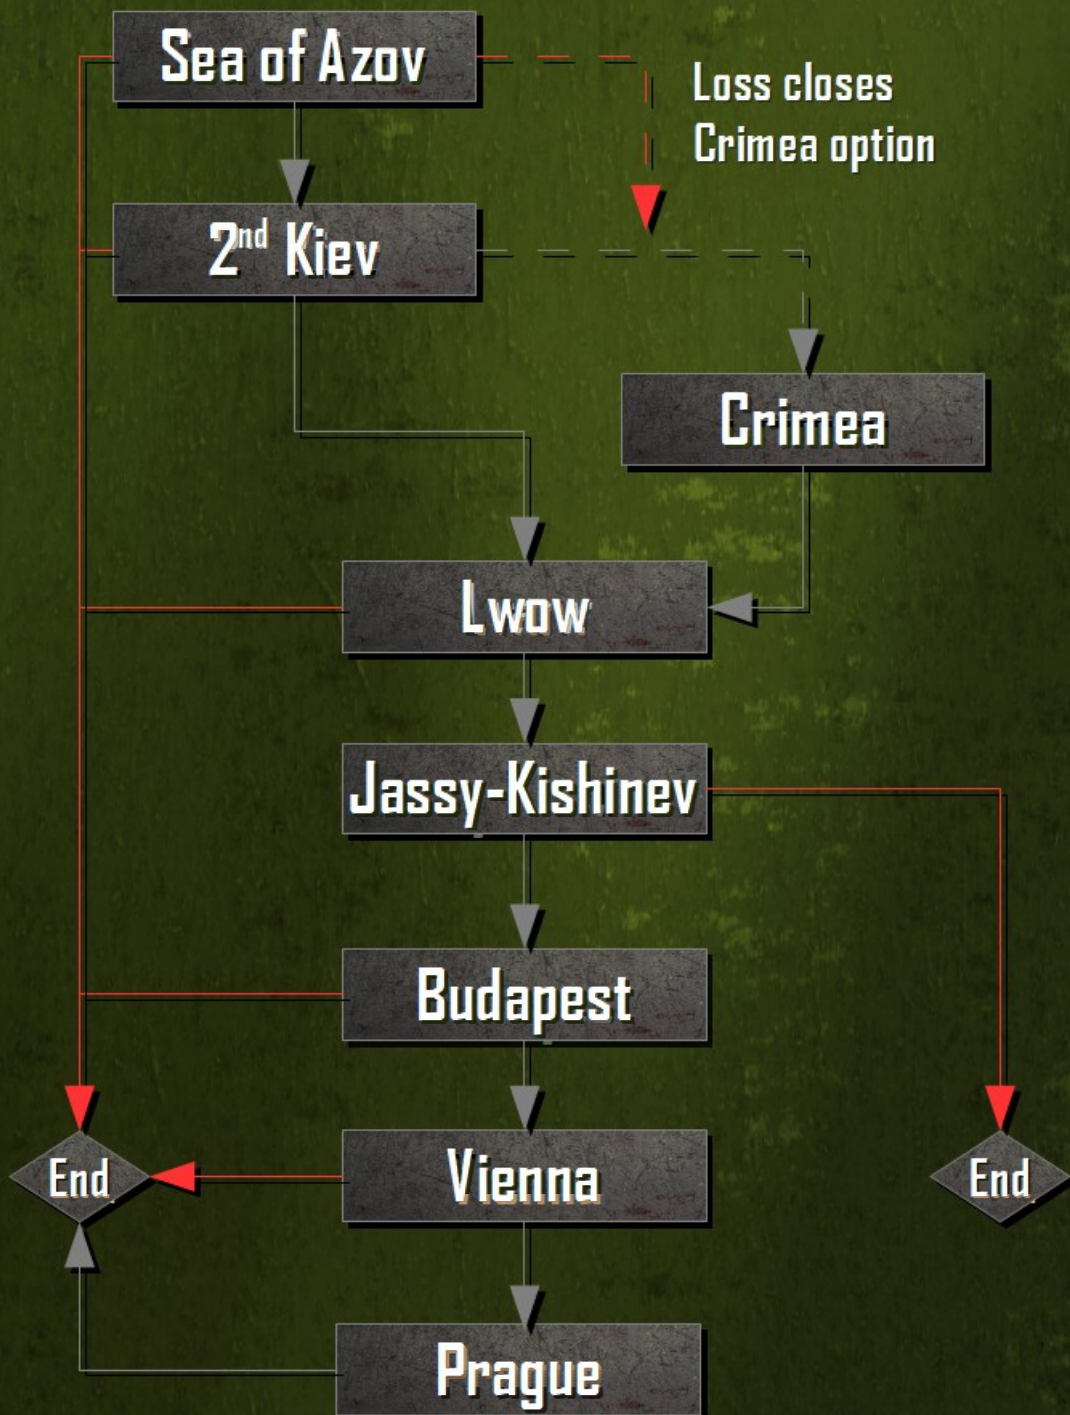 Sea of Azov
Loss closes
Crimea option
2nd Kiev
Crimea
Lwow
Jassy-Kishinev
Budapest
Vienna
End
End
Prague